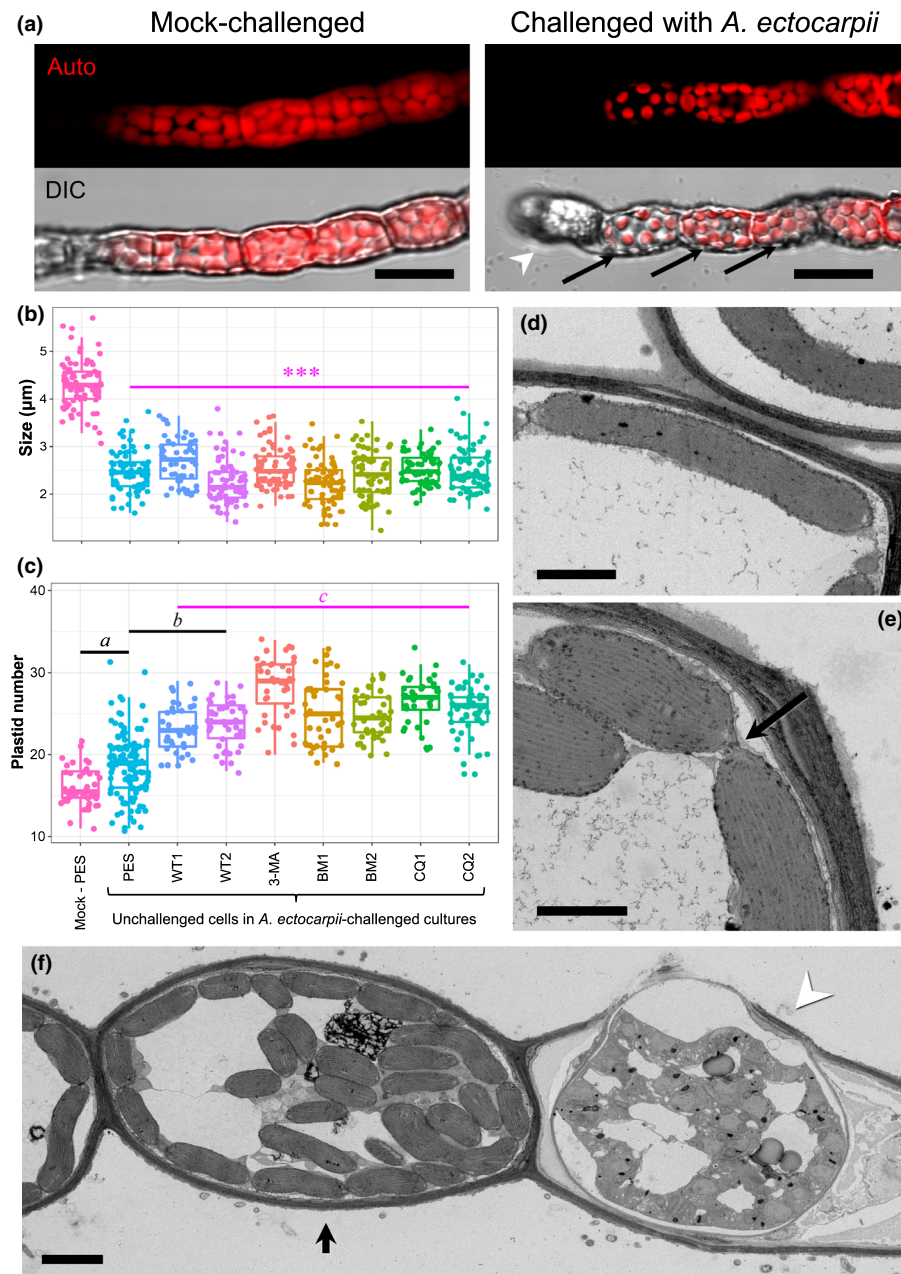 (a)
Mock-challenged
Challenged with A. ectocarpii
Auto
DIC
(b)
Size (µm)
5
4
3
2
***
(c)
Plastid number
40
30
20
10
a
b
c
Mock - PES
PES
WT1
WT2
3-MA
BM1
BM2
CQ1
CQ2
Unchallenged cells in A. ectocarpii-challenged cultures
(d)
(e)
(f)